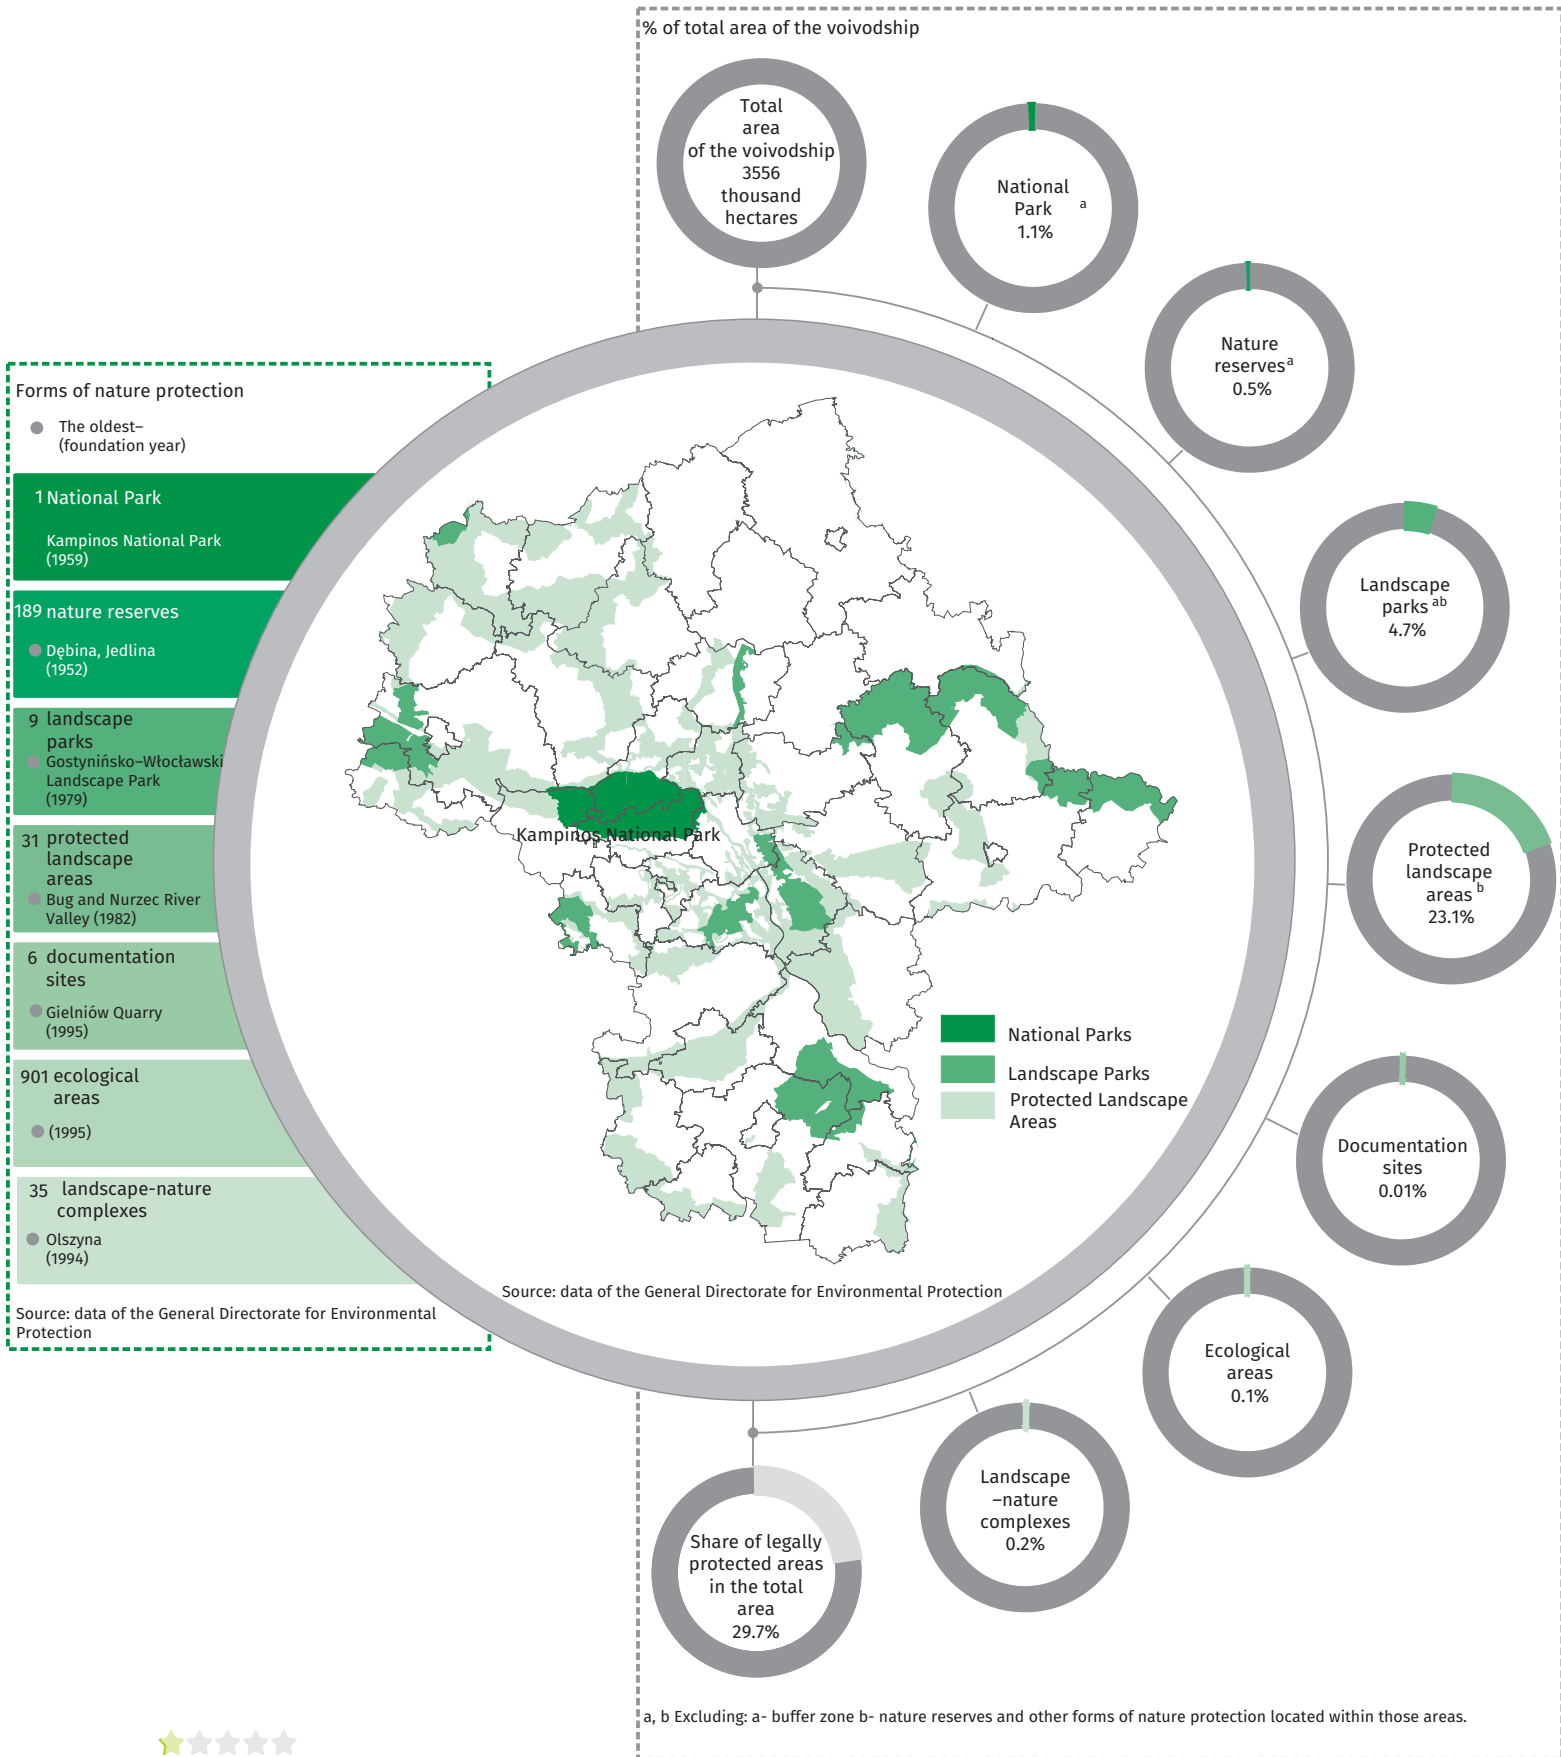 % of total area of the voivodship
Total
area
of the voivodship
3556
thousand
hectares
National
Park a
1.1%
Nature
reserves a
0.5%
Landscape
parks ab
4.7%
Protected
landscape
areas b
23.1%
Documentation
sites
0.01%
Ecological
areas
0.1%
Landscape
–nature
complexes
0.2%
Share of legally
protected areas
in the total
area
29.7%
a, b Excluding: a- buffer zone b- nature reserves and other forms of nature protection located within those areas.
Forms of nature protection
The oldest–
(foundation year)
1 National Park
Kampinos National Park
(1959)
189 nature reserves
Dębina, Jedlina
(1952)
9 landscape
parks
Gostynińsko–Włocławski
Landscape Park
(1979)
31 protected
landscape
areas
Bug and Nurzec River
Valley (1982)
6 documentation
sites
Gielniów Quarry
(1995)
901 ecological
areas
(1995)
35 landscape-nature
complexes
Olszyna
(1994)
Source: data of the General Directorate for Environmental
Protection
Kampinos National Park
National Parks
Landscape Parks
Protected Landscape
Areas
Source: data of the General Directorate for Environmental Protection